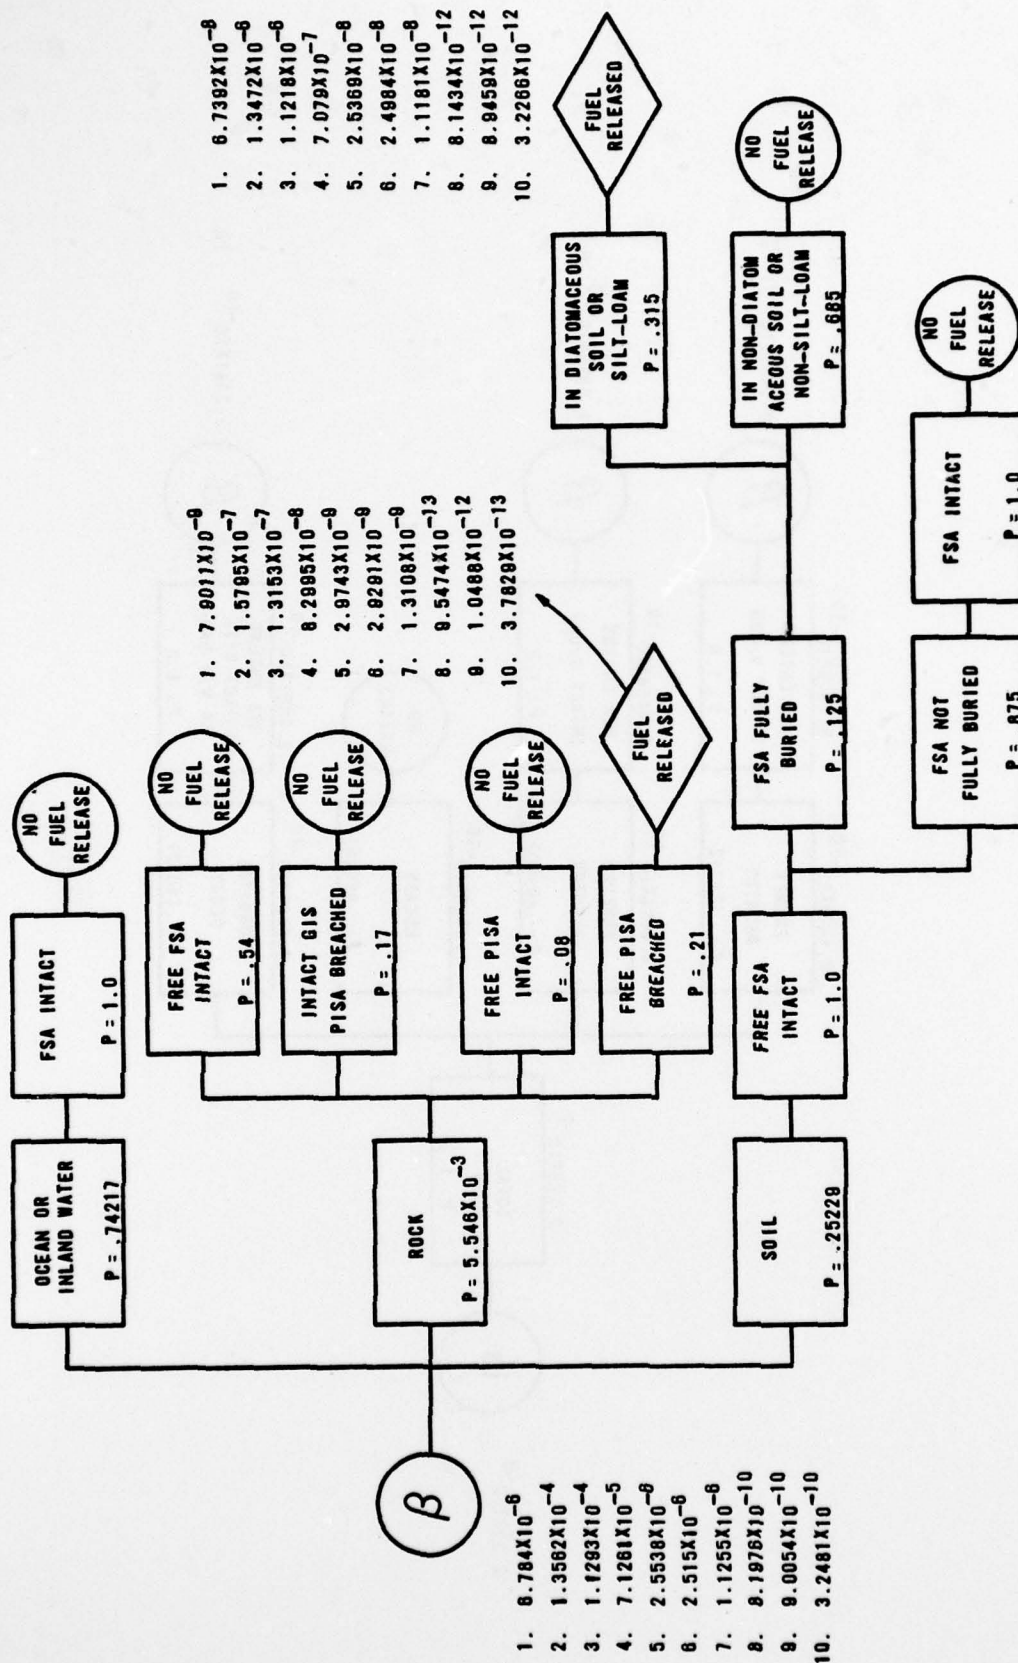 β
1. 6.784X10⁻⁶
2. 1.3562X10⁻⁴
3. 1.1293X10⁻⁴
4. 7.1261X10⁻⁵
5. 2.5538X10⁻⁶
6. 2.515X10⁻⁶
7. 1.1255X10⁻⁶
8. 8.1976X10⁻¹⁰
9. 9.0054X10⁻¹⁰
10. 3.2481X10⁻¹⁰
OCEAN OR
INLAND WATER
P = .74217
FSA INTACT
P = 1.0
NO
FUEL
RELEASE
ROCK
P = 5.546X10⁻³
FREE FSA
INTACT
P = .54
NO
FUEL
RELEASE
INTACT GIS
PISA BREACHED
P = .17
NO
FUEL
RELEASE
FREE PISA
INTACT
P = .08
NO
FUEL
RELEASE
FREE PISA
BREACHED
P = .21
FUEL
RELEASED
1. 7.9011X10⁻⁹
2. 1.5795X10⁻⁷
3. 1.3153X10⁻⁷
4. 8.2995X10⁻⁸
5. 2.9743X10⁻⁹
6. 2.9291X10⁻⁹
7. 1.3108X10⁻⁹
8. 9.5474X10⁻¹³
9. 1.0488X10⁻¹²
10. 3.7829X10⁻¹³
SOIL
P = .25229
FREE FSA
INTACT
P = 1.0
FSA FULLY
BURIED
P = .125
IN DIATOMACEOUS
SOIL OR
SILT-LOAM
P = .315
FUEL
RELEASED
1. 6.7392X10⁻⁸
2. 1.3472X10⁻⁶
3. 1.1218X10⁻⁶
4. 7.079X10⁻⁷
5. 2.5369X10⁻⁸
6. 2.4984X10⁻⁸
7. 1.1181X10⁻⁸
8. 8.1434X10⁻¹²
9. 8.9459X10⁻¹²
10. 3.2266X10⁻¹²
IN NON-DIATOM
ACEOUS SOIL OR
NON-SILT-LOAM
P = .685
NO
FUEL
RELEASE
FSA NOT
FULLY BURIED
P = .875
FSA INTACT
P = 1.0
NO
FUEL
RELEASE